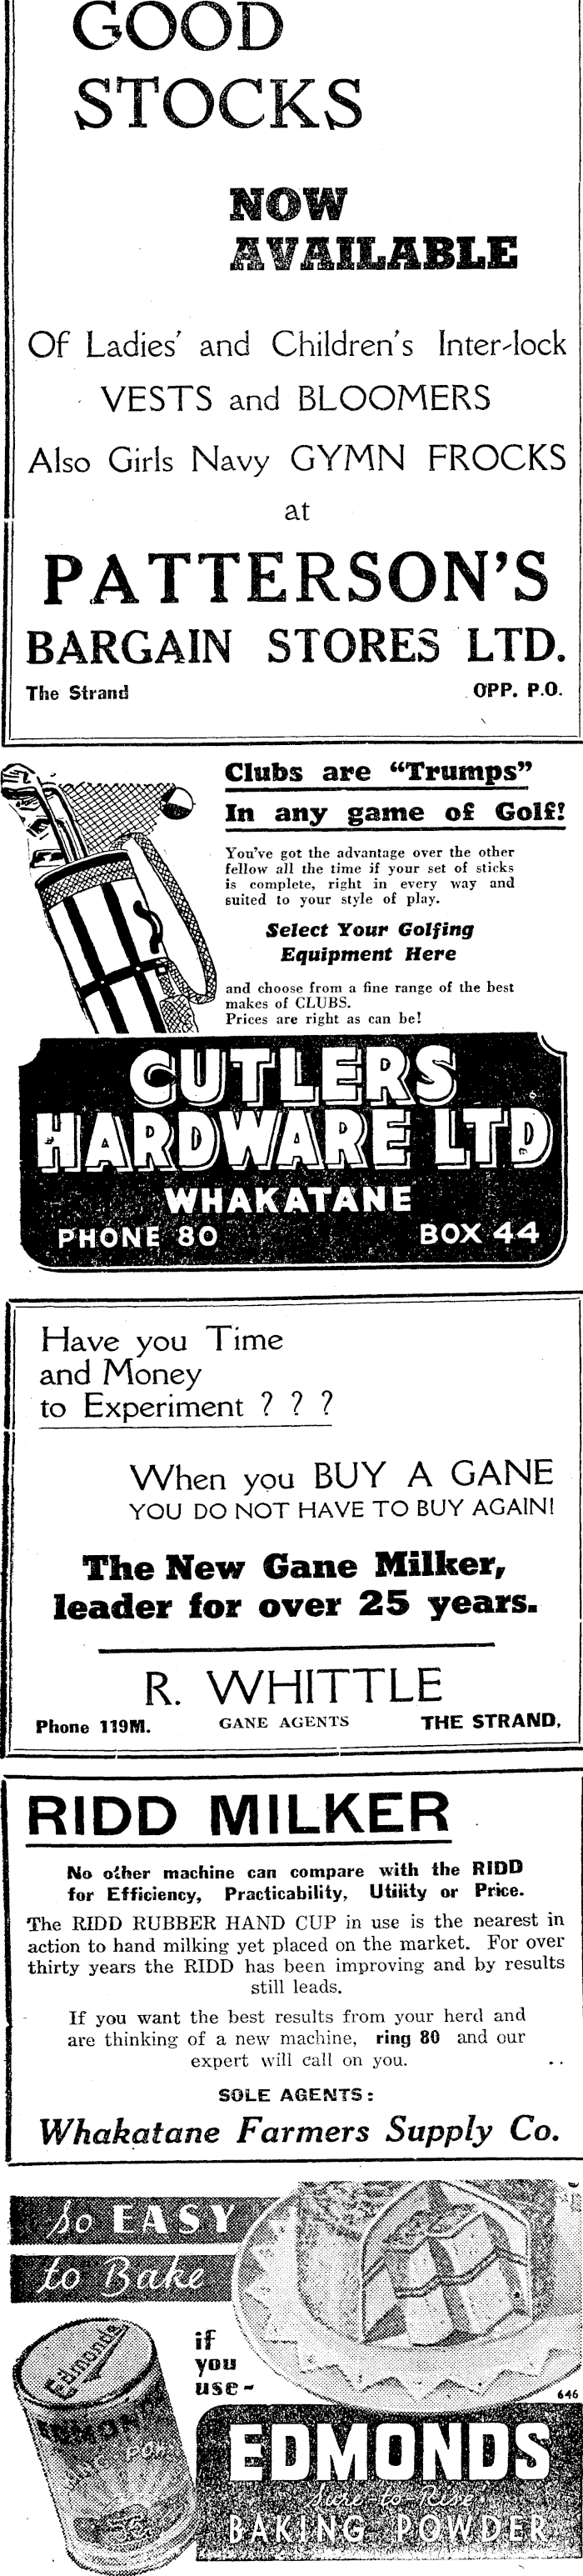 GOOD
STOCKS
NOW
AVAILABLE
Of Ladies' and Children's Inter-lock
VESTS and BLOOMERS
Also Girls Navy GYMN FROCKS
at
PATTERSON'S
BARGAIN STORES LTD.
The Strand OPP. P.O.
Clubs are "Trumps"
In any game of Golf!
You've got the advantage over the other
fellow all the time if your set of sticks
is complete, right in every way and
suited to your style of play.
Select Your Golfing
Equipment Here
and choose from a fine range of the best
makes of CLUBS.
Prices are right as can be!
CUTLERS
HARDWARE LTD
WHAKATANE
PHONE 80 BOX 44
Have you Time
and Money
to Experiment ? ? ?
When you BUY A GANE
YOU DO NOT HAVE TO BUY AGAIN!
The New Gane Milker,
leader for over 25 years.
R. WHITTLE
Phone 119M. GANE AGENTS THE STRAND,
RIDD MILKER
No other machine can compare with the RIDD
for Efficiency, Practicability, Utility or Price.
The RIDD RUBBER HAND CUP in use is the nearest in
action to hand milking yet placed on the market. For over
thirty years the RIDD has been improving and by results
still leads.
If you want the best results from your herd and
are thinking of a new machine, ring 80 and our
expert will call on you.
SOLE AGENTS:
Whakatane Farmers Supply Co.
so EASY
to Bake
if
you
use-
646
Edmonds
EDMONDS
EDMONDS
'Sure-to-Rise'
BAKING POWDER